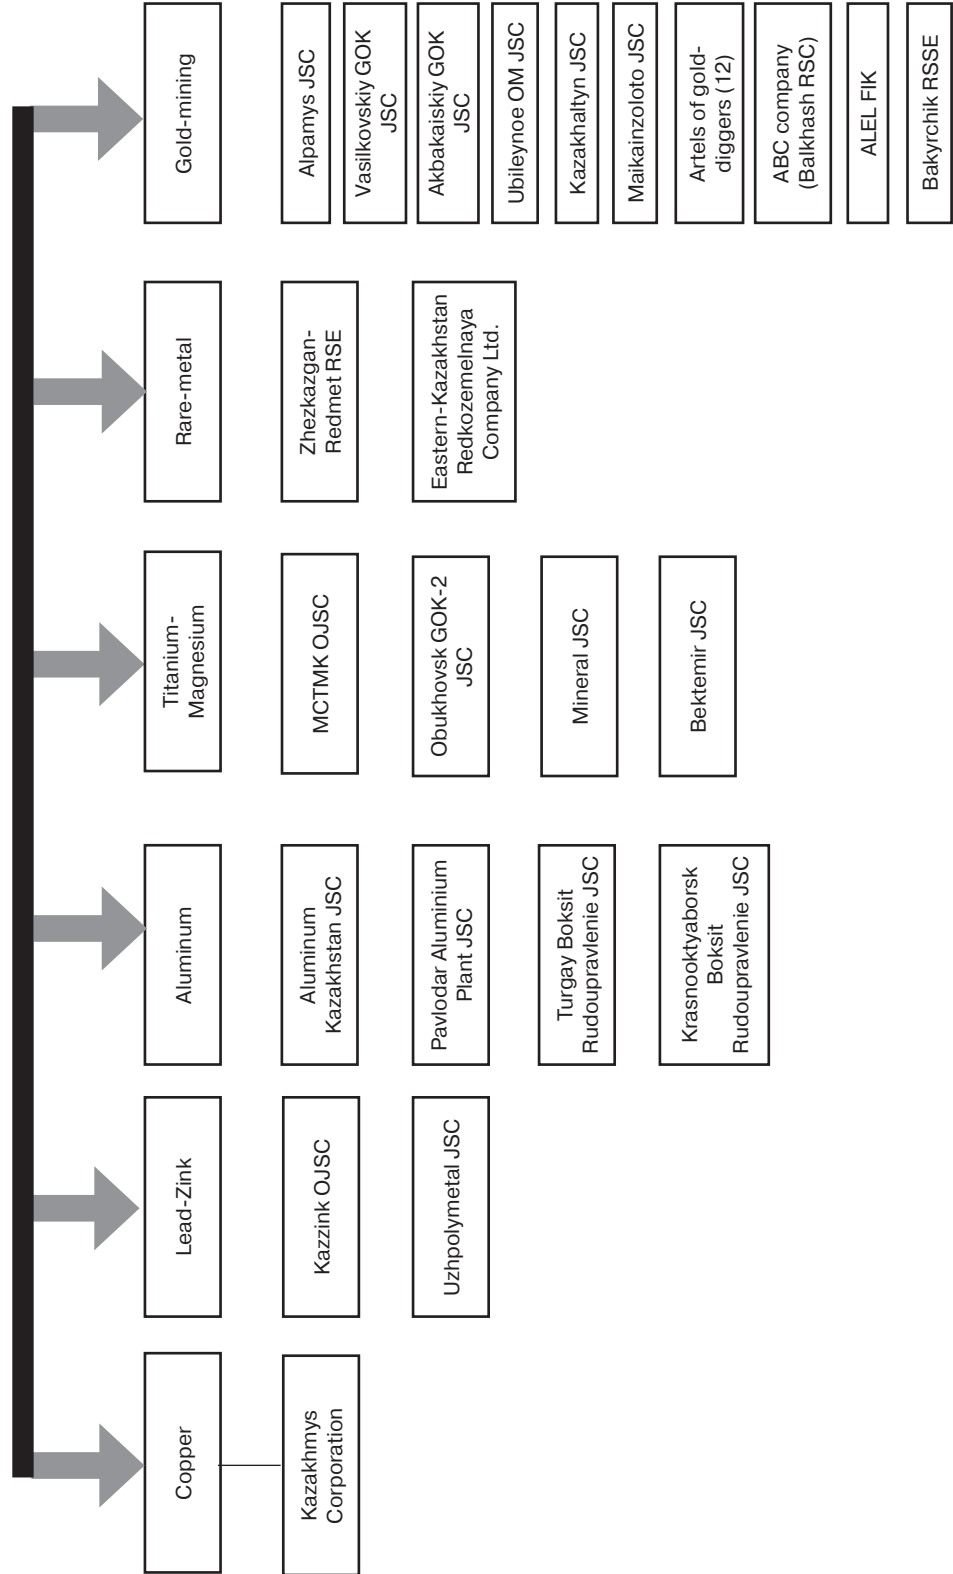 Copper
Kazakhmys
Corporation
Lead-Zink
Kazzink OJSC
Uzhpolymetal JSC
Aluminum
Aluminum
Kazakhstan JSC
Pavlodar Aluminium
Plant JSC
Turgay Boksit
Rudoupravlenie JSC
Krasnooktyaborsk
Boksit
Rudoupravlenie JSC
Titanium-
Magnesium
MCTMK OJSC
Obukhovsk GOK-2
JSC
Mineral JSC
Bektemir JSC
Rare-metal
Zhezkazgan-
Redmet RSE
Eastern-Kazakhstan
Redkozemelnaya
Company Ltd.
Gold-mining
Alpamys JSC
Vasilkovskiy GOK
JSC
Akbakaiskiy GOK
JSC
Ubileynoe OM JSC
Kazakhaltyn JSC
Maikainzoloto JSC
Artels of gold-
diggers (12)
ABC company
(Balkhash RSC)
ALEL FIK
Bakyrchik RSSE